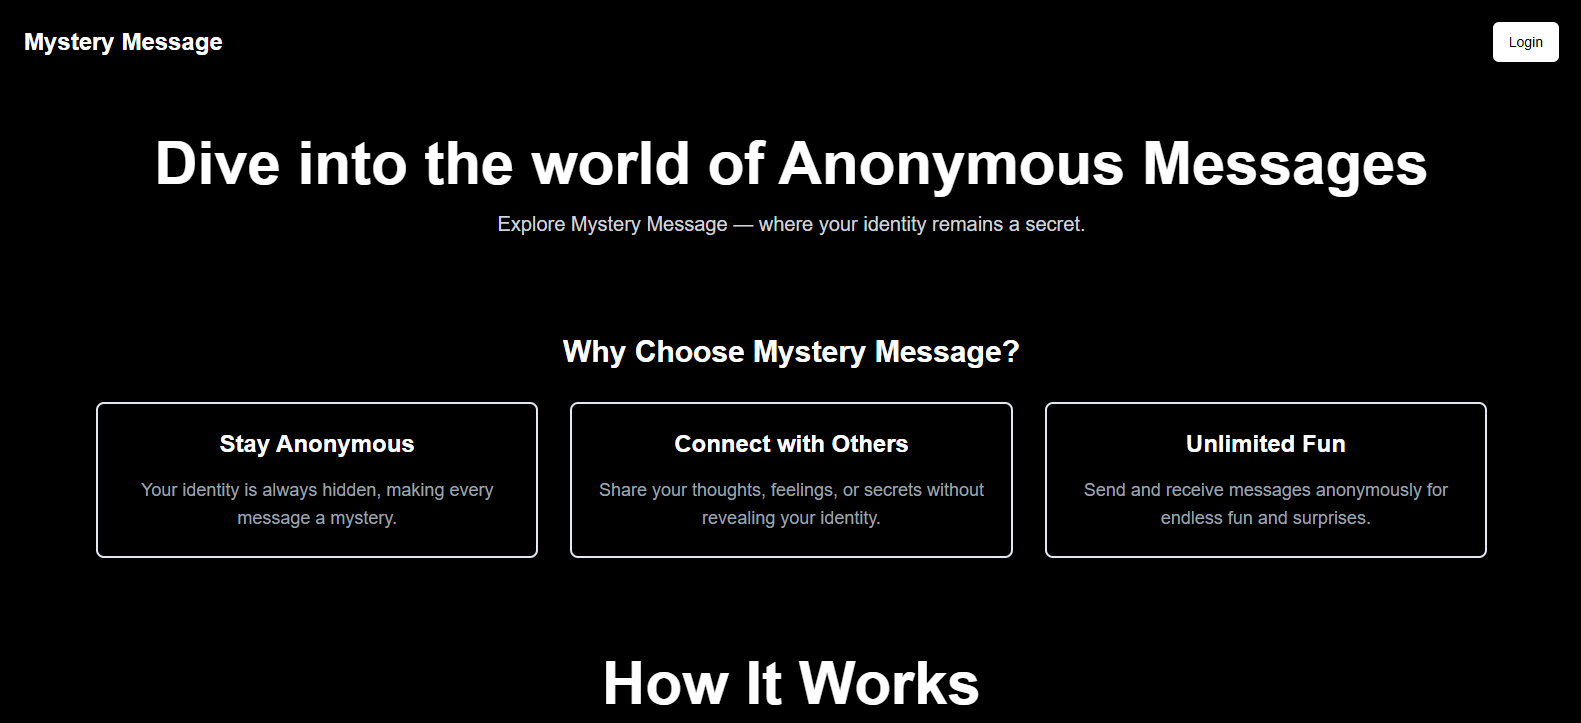 Mystery Message
Login
Dive into the world of Anonymous Messages
Explore Mystery Message — where your identity remains a secret.
Why Choose Mystery Message?
Stay Anonymous
Your identity is always hidden, making every
message a mystery.
Connect with Others
Share your thoughts, feelings, or secrets without
revealing your identity.
Unlimited Fun
Send and receive messages anonymously for
endless fun and surprises.
How It Works